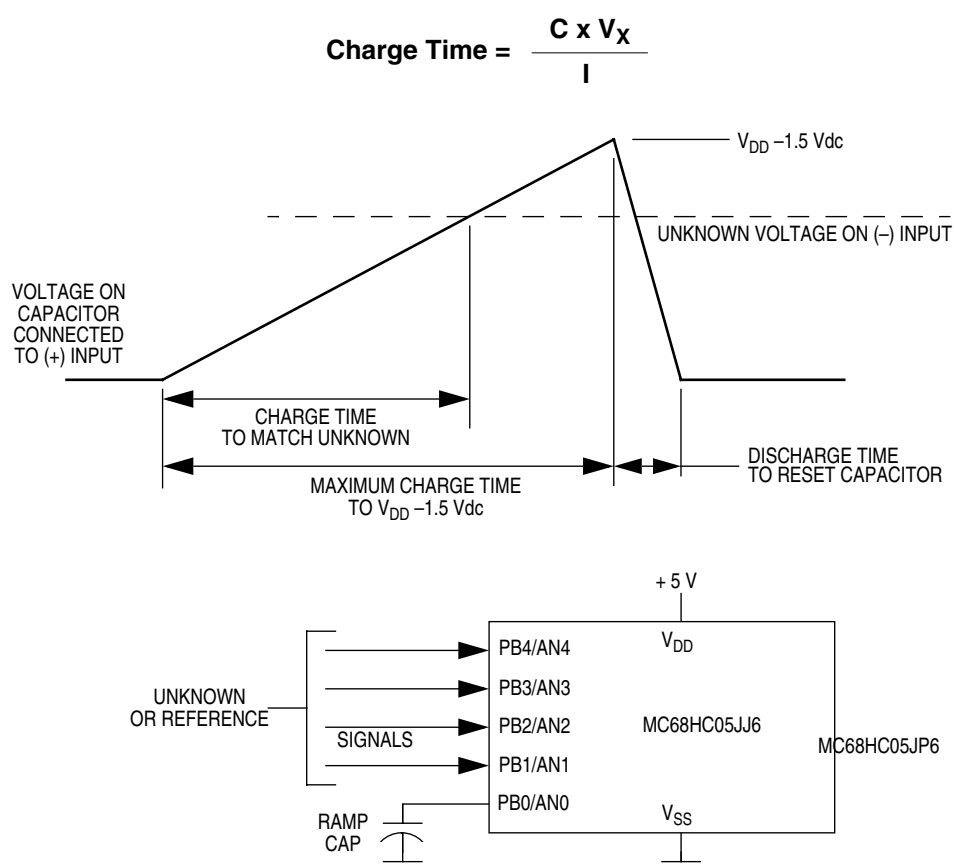 Charge Time = C x VX
I
VDD –1.5 Vdc
UNKNOWN VOLTAGE ON (–) INPUT
VOLTAGE ON
CAPACITOR
CONNECTED
TO (+) INPUT
CHARGE TIME
TO MATCH UNKNOWN
MAXIMUM CHARGE TIME
TO VDD –1.5 Vdc
DISCHARGE TIME
TO RESET CAPACITOR
+ 5 V
VDD
PB4/AN4
PB3/AN3
PB2/AN2
PB1/AN1
PB0/AN0
UNKNOWN
OR REFERENCE
SIGNALS
MC68HC05JJ6
MC68HC05JP6
RAMP
CAP
VSS